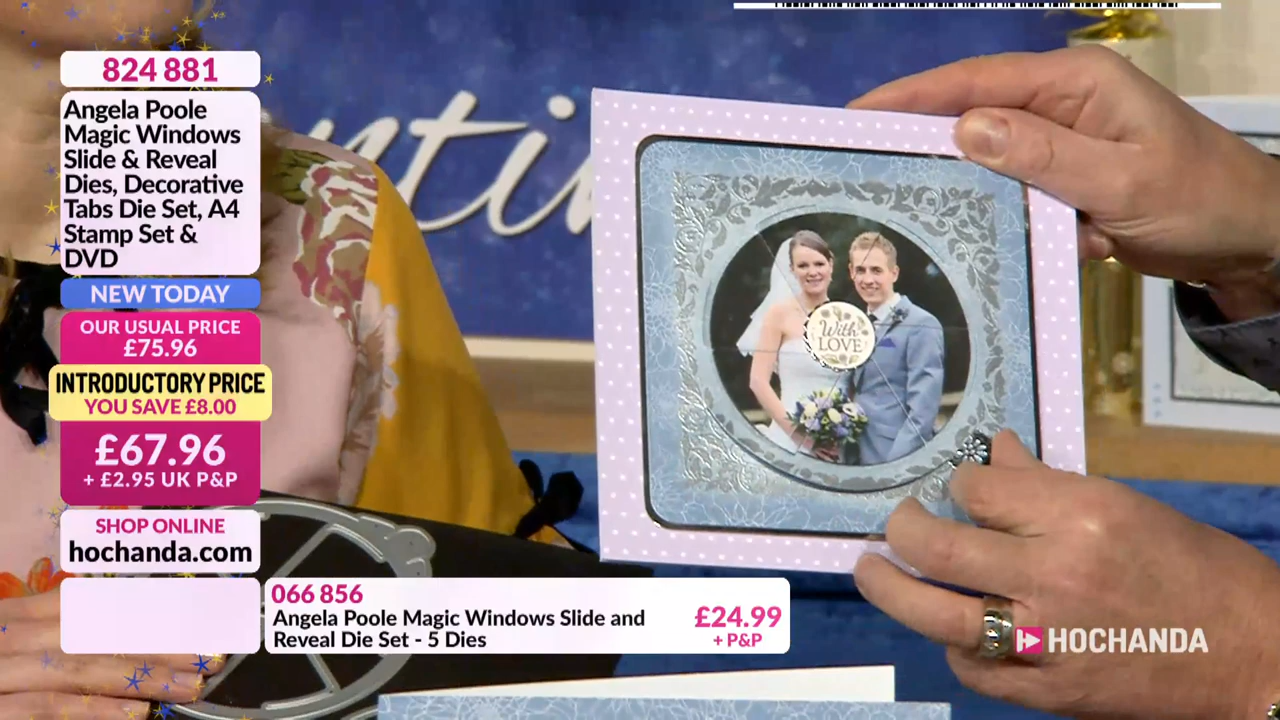 824 881
Angela Poole
Magic Windows
Slide & Reveal
Dies, Decorative
Tabs Die Set, A4
Stamp Set &
DVD
NEW TODAY
OUR USUAL PRICE
£75.96
INTRODUCTORY PRICE
YOU SAVE £8.00
£67.96
+ £2.95 UK P&P
SHOP ONLINE
hochanda.com
066 856
Angela Poole Magic Windows Slide and
Reveal Die Set - 5 Dies
£24.99
+ P&P
With
LOVE
HOCHANDA